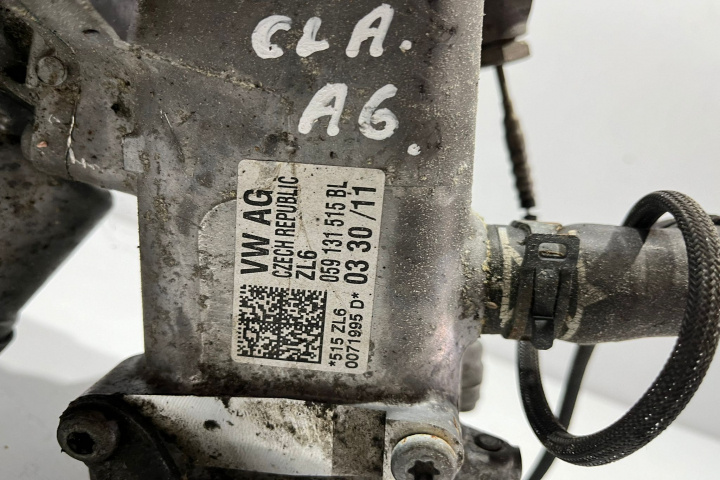 CLA.
A6.
VW AG
CZECH REPUBLIC
ZL6
059 131 515 BL
03 30 /11
*515 ZL6
0071995 D*